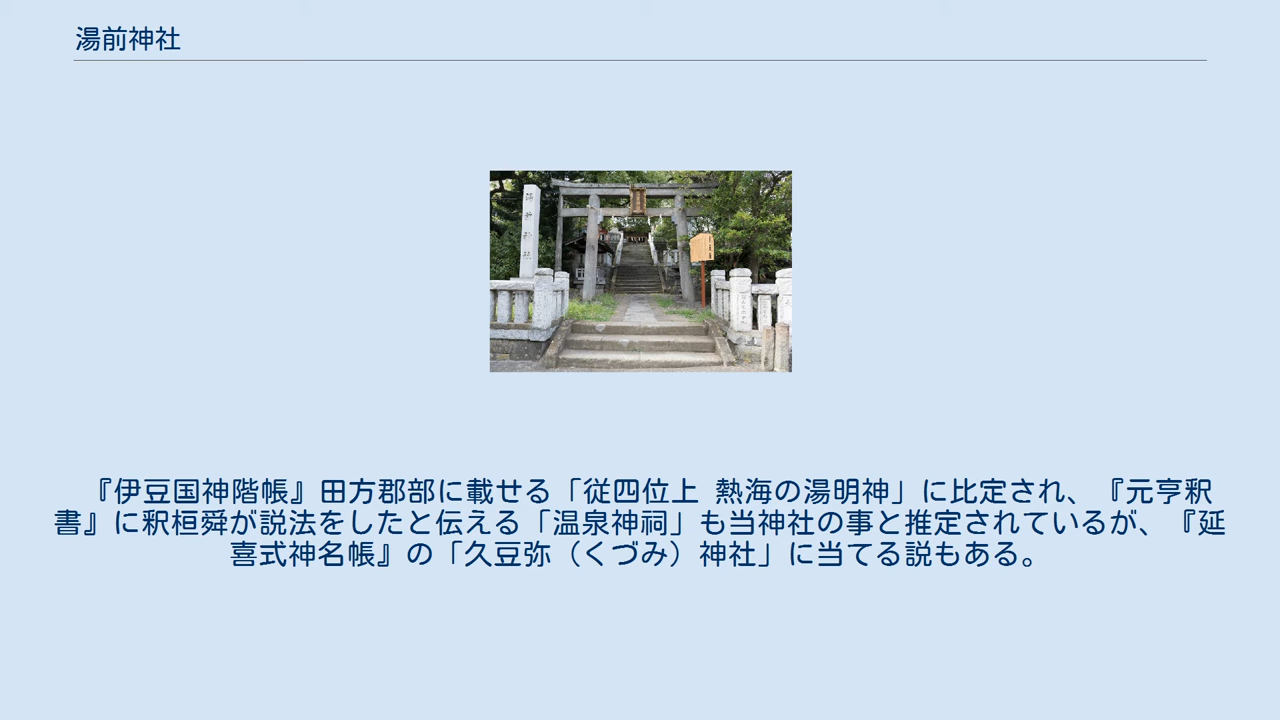 湯前神社
湯前神社
『伊豆国神階帳』田方郡部に載せる「従四位上 熱海の湯明神」に比定され、『元亨釈
書』に釈桓舜が説法をしたと伝える「温泉神祠」も当神社の事と推定されているが、『延
喜式神名帳』の「久豆弥（くづみ）神社」に当てる説もある。